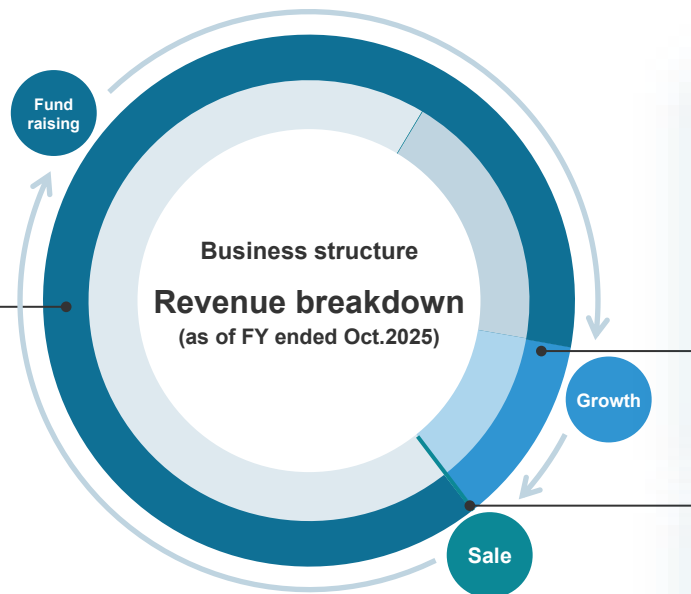 Fund
raising
Business structure
Revenue breakdown
(as of FY ended Oct.2025)
Growth
Sale